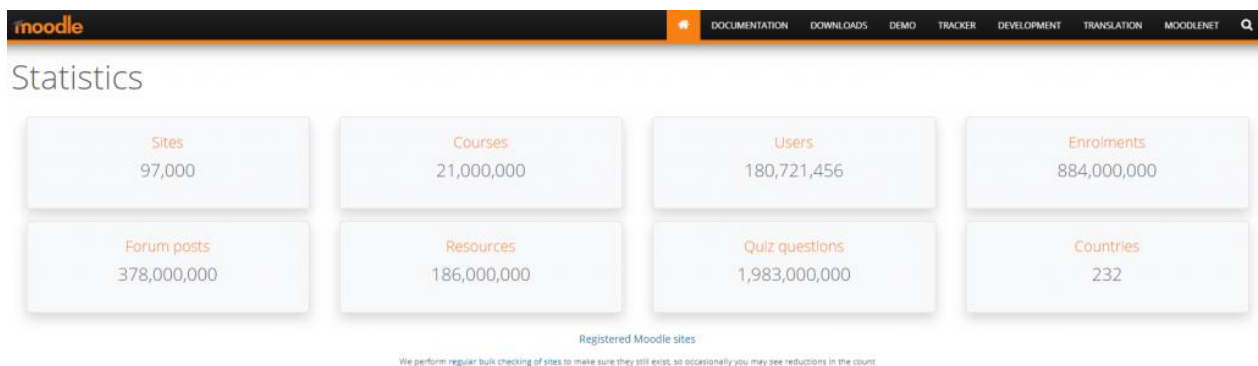 moodle
DOCUMENTATION DOWNLOADS DEMO TRACKER DEVELOPMENT TRANSLATION MOODLENET
Statistics
Sites Courses Users Enrolments
97,000 21,000,000 180,721,456 884,000,000
Forum posts Resources Quiz questions Countries
378,000,000 186,000,000 1,983,000,000 232
Registered Moodle sites
We perform regular bulk checking of sites to make sure they still exist, so occasionally you may see reductions in the count